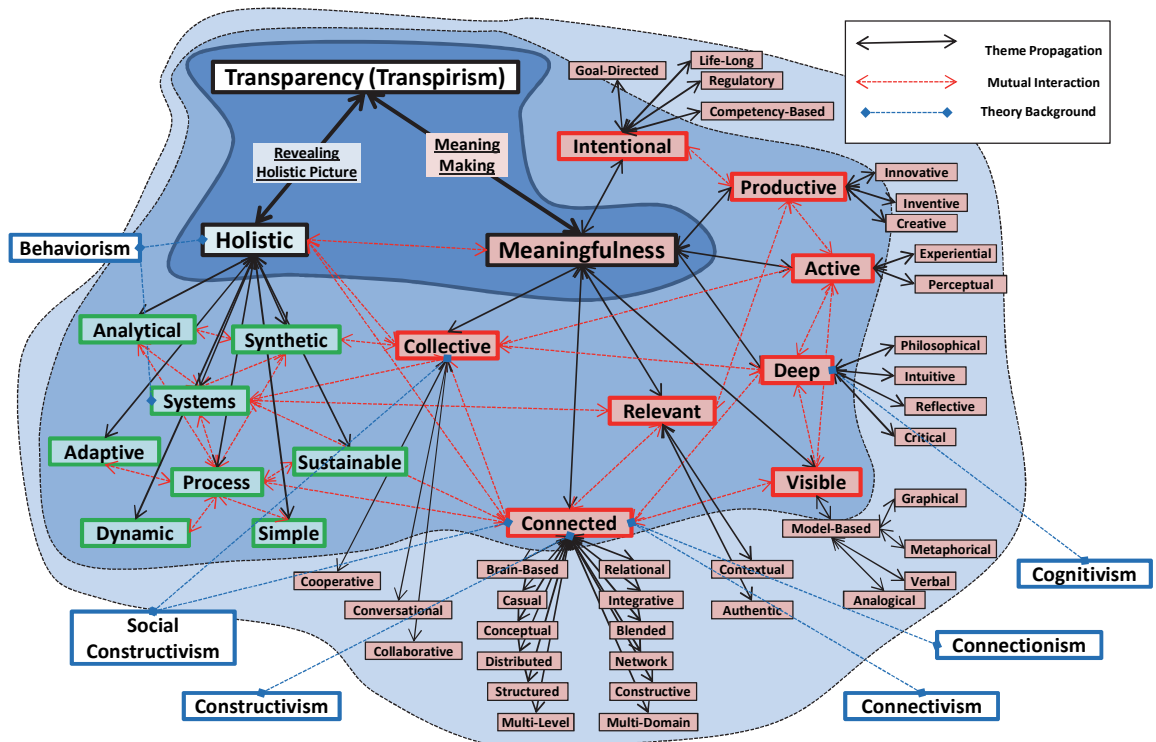 Transparency (Transpirism)
Revealing
Holistic Picture
Meaning
Making
Goal-Directed
Life-Long
Regulatory
Competency-Based
Theme Propagation
Mutual Interaction
Theory Background
Intentional
Productive
Innovative
Inventive
Creative
Behaviorism
Holistic
Meaningfulness
Active
Experiential
Perceptual
Analytical
Synthetic
Collective
Deep
Philosophical
Intuitive
Reflective
Critical
Systems
Relevant
Adaptive
Sustainable
Process
Visible
Dynamic
Simple
Connected
Model-Based
Graphical
Metaphorical
Verbal
Analogical
Cooperative
Conversational
Collaborative
Brain-Based
Casual
Conceptual
Distributed
Structured
Multi-Level
Relational
Integrative
Blended
Network
Constructive
Multi-Domain
Contextual
Authentic
Cognitivism
Social
Constructivism
Connectionism
Constructivism
Connectivism